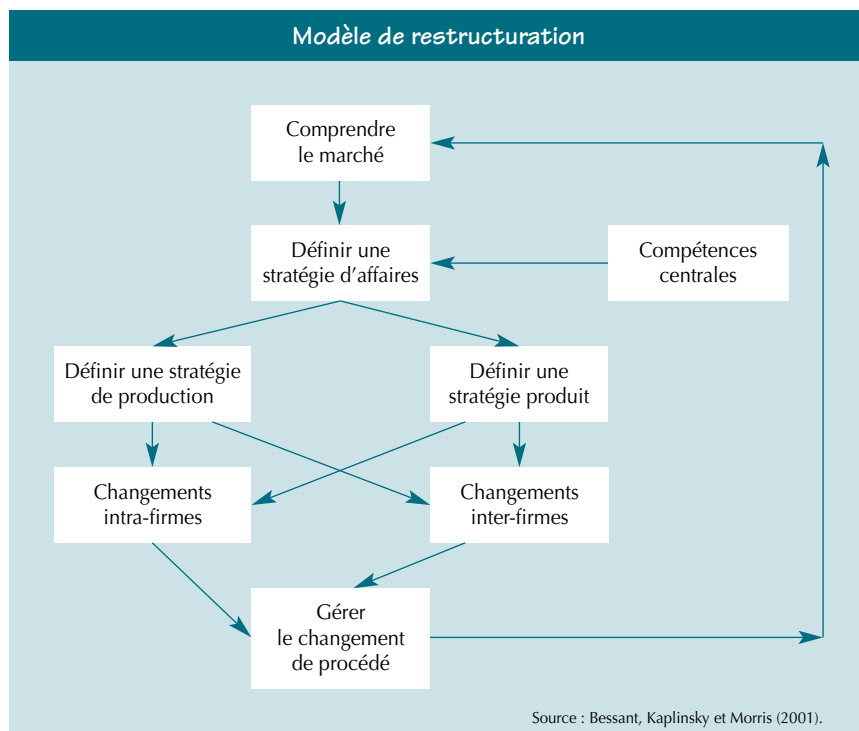 Modèle de restructuration
Comprendre
le marché
Définir une
stratégie d'affaires
Compétences
centrales
Définir une stratégie
de production
Définir une
stratégie produit
Changements
intra-firmes
Changements
inter-firmes
Gérer
le changement
de procédé
Source : Bessant, Kaplinsky et Morris (2001).